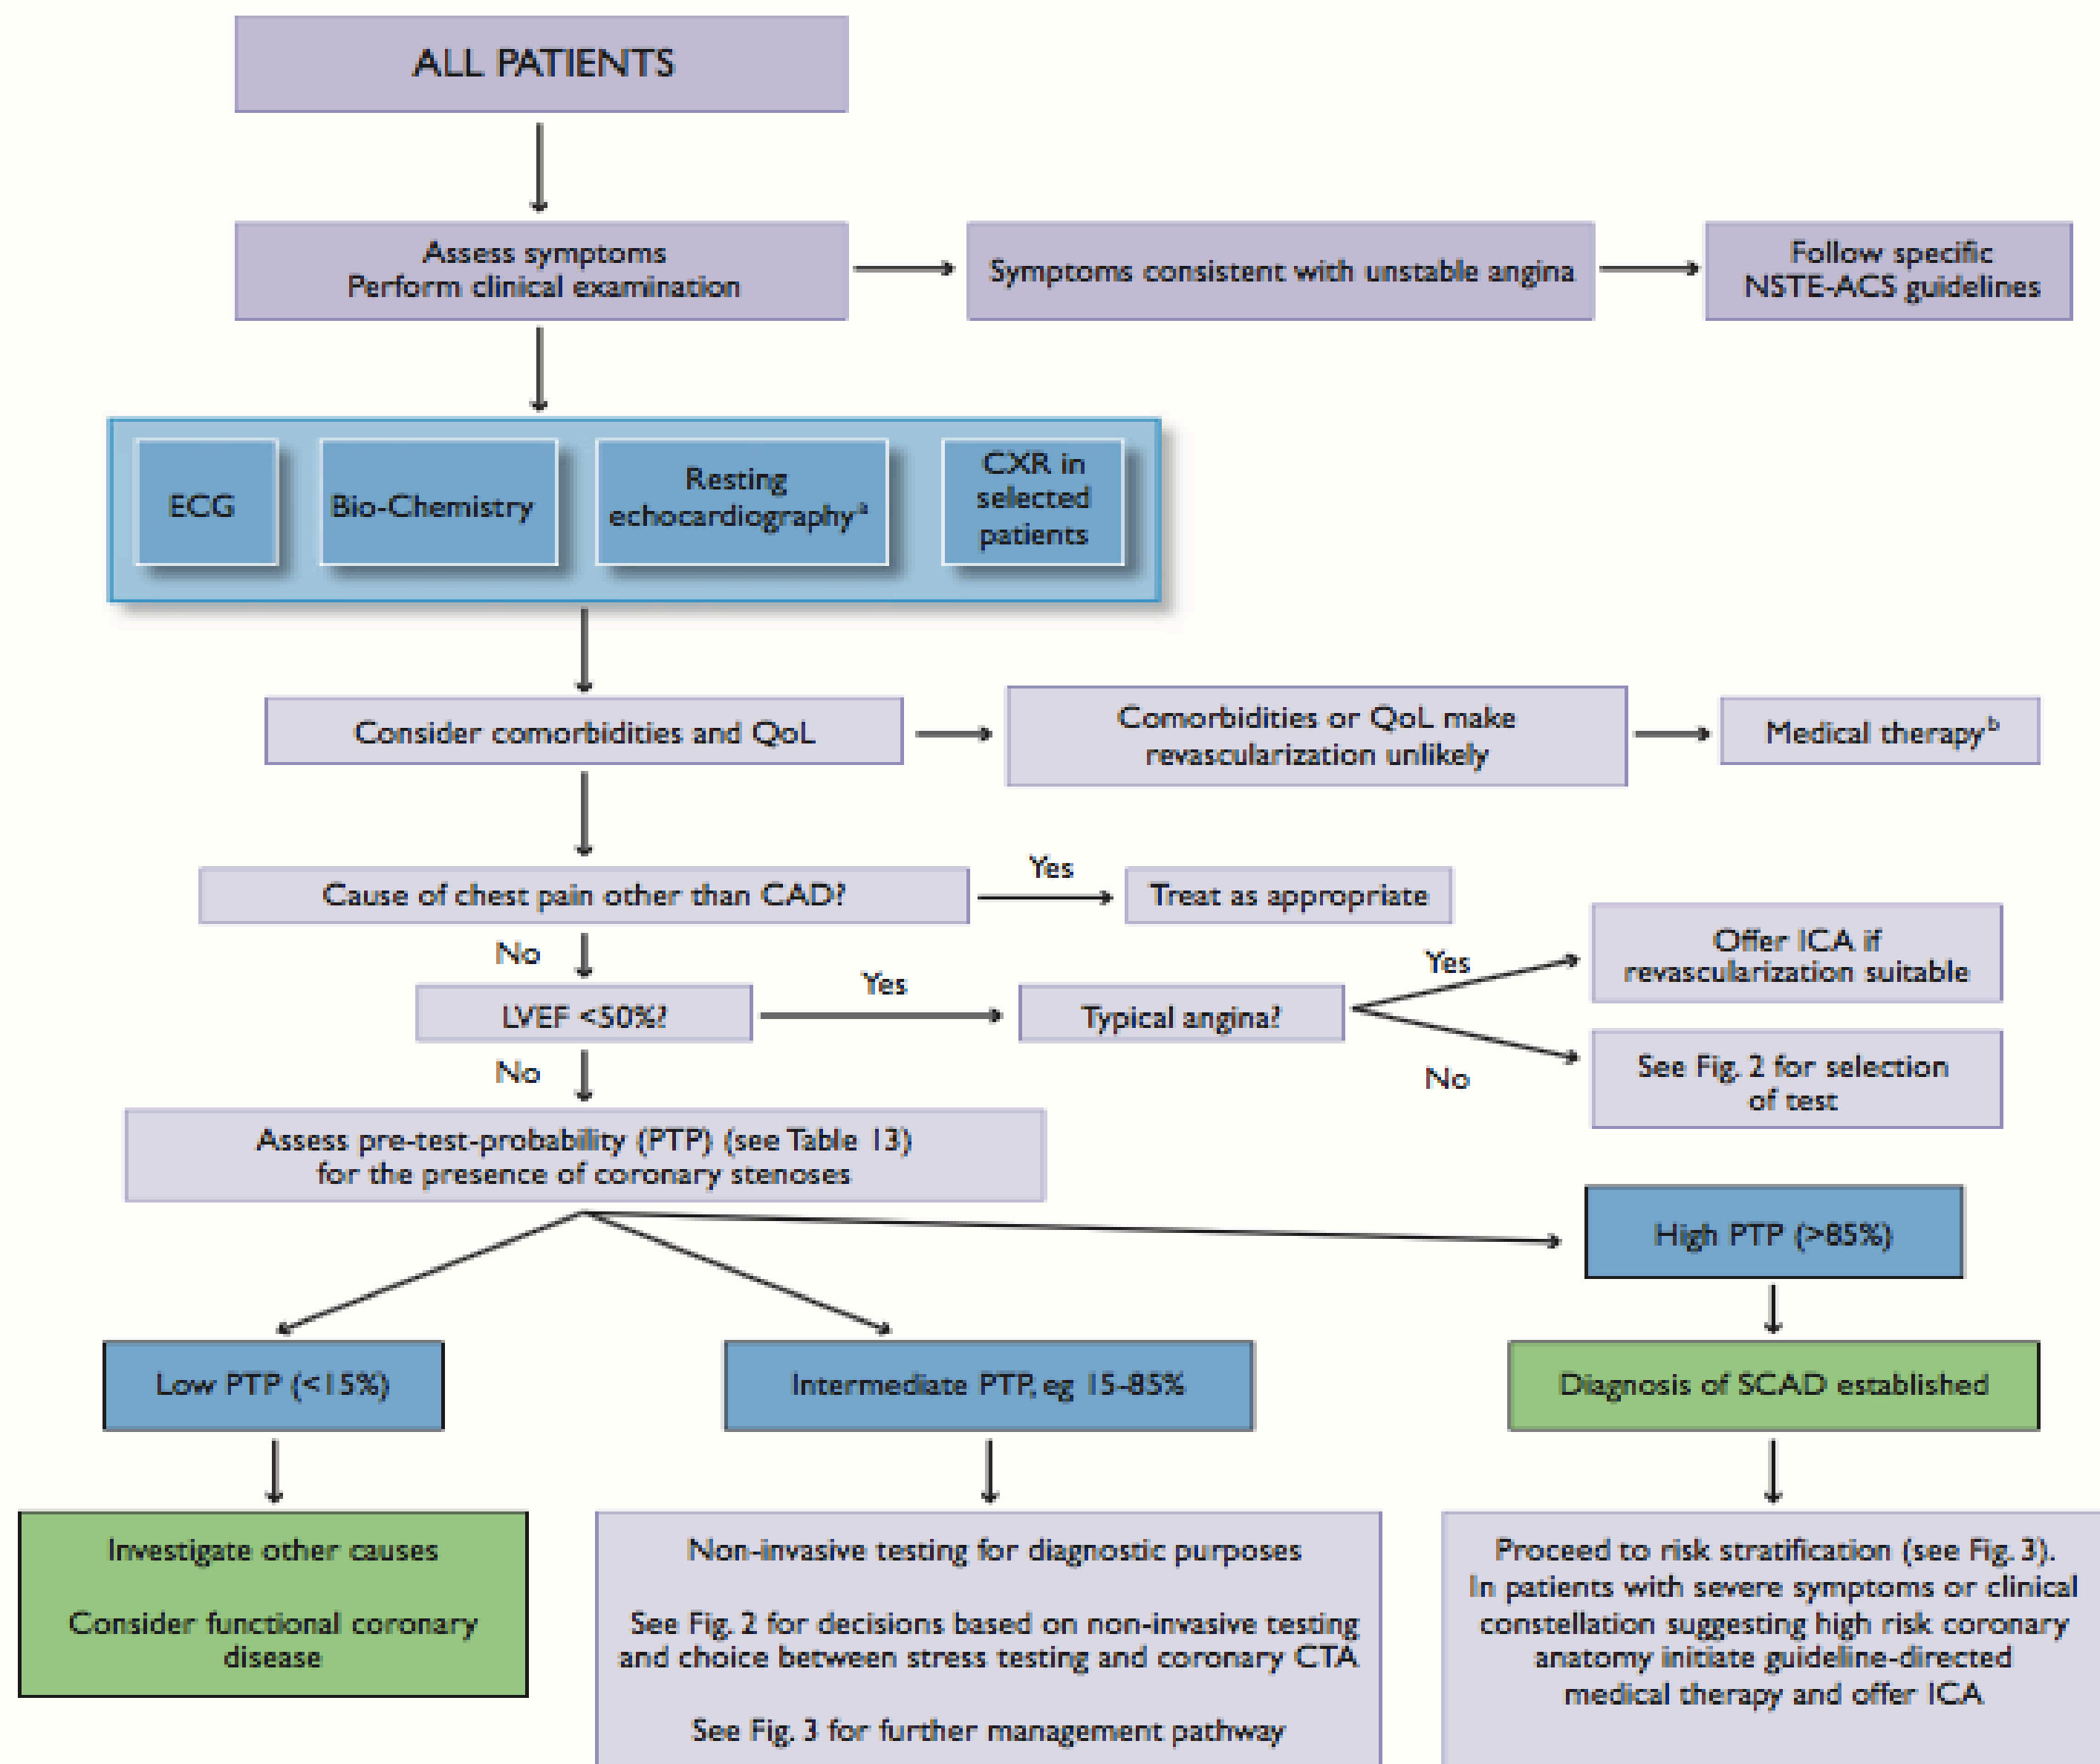 ALL PATIENTS
Assess symptoms
Perform clinical examination
Symptoms consistent with unstable angina
Follow specific
NSTE-ACS guidelines
ECG
Bio-Chemistry
Resting
echocardiographyᵃ
CXR in
selected
patients
Consider comorbidities and QoL
Comorbidities or QoL make
revascularization unlikely
Medical therapyᵇ
Cause of chest pain other than CAD?
Yes
Treat as appropriate
No
LVEF <50%?
Yes
Typical angina?
Yes
Offer ICA if
revascularization suitable
No
See Fig. 2 for selection
of test
No
Assess pre-test-probability (PTP) (see Table 13)
for the presence of coronary stenoses
High PTP (>85%)
Low PTP (<15%)
Intermediate PTP, eg 15-85%
Diagnosis of SCAD established
Investigate other causes
Consider functional coronary
disease
Non-invasive testing for diagnostic purposes
See Fig. 2 for decisions based on non-invasive testing
and choice between stress testing and coronary CTA
See Fig. 3 for further management pathway
Proceed to risk stratification (see Fig. 3).
In patients with severe symptoms or clinical
constellation suggesting high risk coronary
anatomy initiate guideline-directed
medical therapy and offer ICA